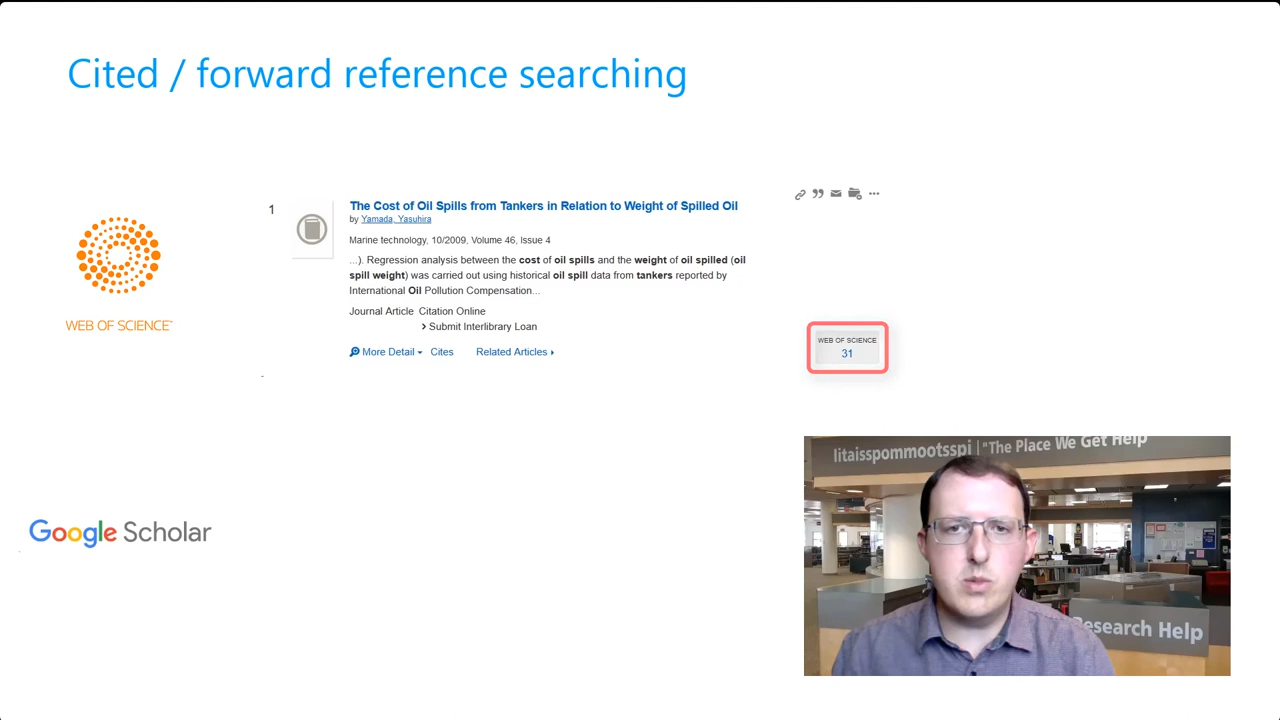 Cited / forward reference searching
1
The Cost of Oil Spills from Tankers in Relation to Weight of Spilled Oil
by Yamada, Yasuhira
Marine technology, 10/2009, Volume 46, Issue 4
...). Regression analysis between the cost of oil spills and the weight of oil spilled (oil
spill weight) was carried out using historical oil spill data from tankers reported by
International Oil Pollution Compensation...
Journal Article Citation Online
Submit Interlibrary Loan
More Detail Cites Related Articles
WEB OF SCIENCE
31
WEB OF SCIENCE™
Google Scholar
litaisspommootsspi | "The Place We Get Help
Research Help